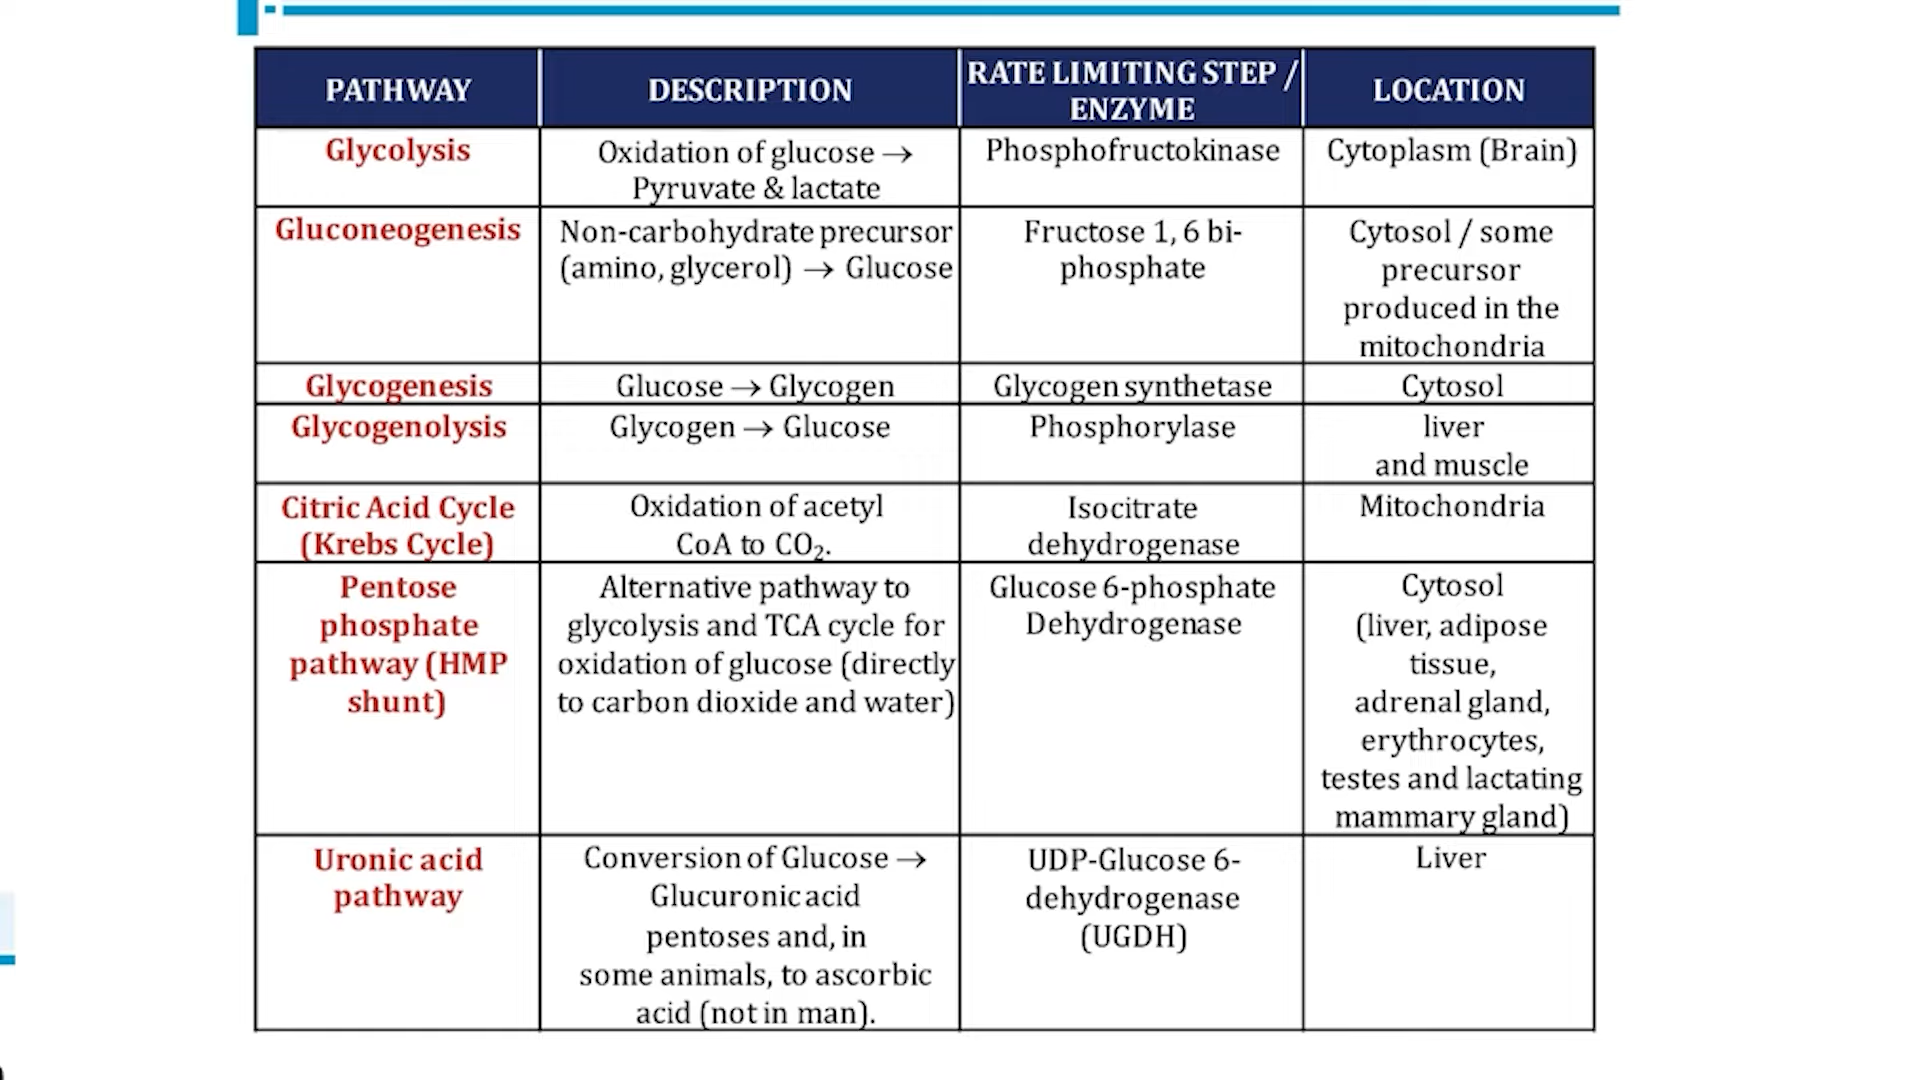 PATHWAY
DESCRIPTION
RATE LIMITING STEP /
ENZYME
LOCATION
Glycolysis
Oxidation of glucose →
Pyruvate & lactate
Phosphofructokinase
Cytoplasm (Brain)
Gluconeogenesis
Non-carbohydrate precursor
(amino, glycerol) → Glucose
Fructose 1, 6 bi-
phosphate
Cytosol / some
precursor
produced in the
mitochondria
Glycogenesis
Glucose → Glycogen
Glycogen synthetase
Cytosol
Glycogenolysis
Glycogen → Glucose
Phosphorylase
liver
and muscle
Citric Acid Cycle
(Krebs Cycle)
Oxidation of acetyl
CoA to CO₂.
Isocitrate
dehydrogenase
Mitochondria
Pentose
phosphate
pathway (HMP
shunt)
Alternative pathway to
glycolysis and TCA cycle for
oxidation of glucose (directly
to carbon dioxide and water)
Glucose 6-phosphate
Dehydrogenase
Cytosol
(liver, adipose
tissue,
adrenal gland,
erythrocytes,
testes and lactating
mammary gland)
Uronic acid
pathway
Conversion of Glucose →
Glucuronic acid
pentoses and, in
some animals, to ascorbic
acid (not in man).
UDP-Glucose 6-
dehydrogenase
(UGDH)
Liver